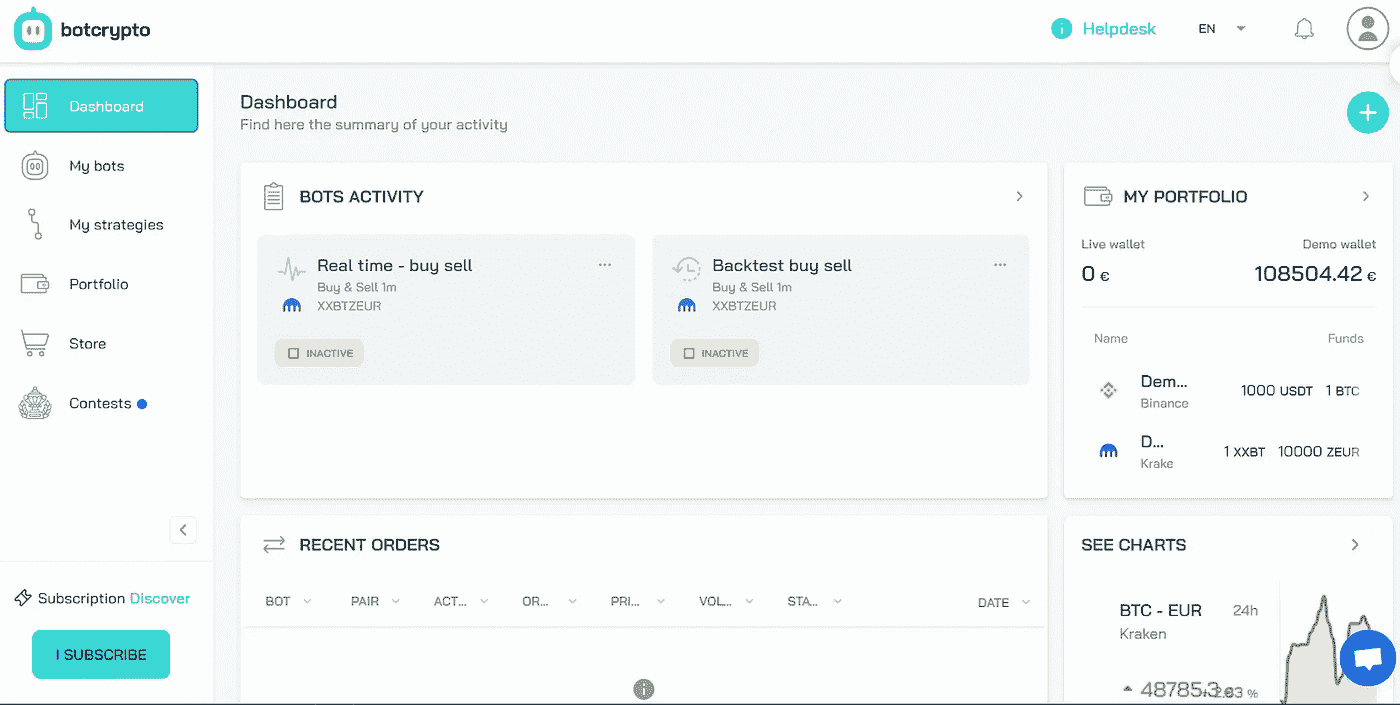 botcrypto
Helpdesk
EN
Dashboard
My bots
My strategies
Portfolio
Store
Contests
Subscription Discover
I SUBSCRIBE
Dashboard
Find here the summary of your activity
BOTS ACTIVITY
Real time - buy sell
Buy & Sell 1m
XXBTZEUR
INACTIVE
Backtest buy sell
Buy & Sell 1m
XXBTZEUR
INACTIVE
MY PORTFOLIO
Live wallet Demo wallet
0 € 108504.42 €
Name Funds
Dem... 1000 USDT 1 BTC
Binance
D... 1 XXBT 10000 ZEUR
Krake
RECENT ORDERS
BOT PAIR ACT... OR... PRI... VOL... STA... DATE
SEE CHARTS
BTC - EUR 24h
Kraken
48785.3 %